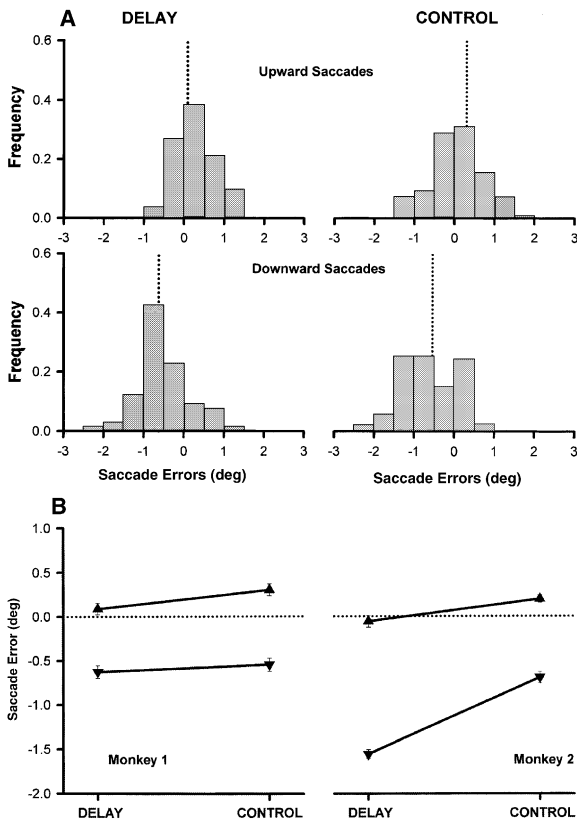 A
DELAY
CONTROL
Upward Saccades
Frequency
0.6
0.4
0.2
0.0
-3 -2 -1 0 1 2 3
-3 -2 -1 0 1 2 3
Downward Saccades
Frequency
0.6
0.4
0.2
0.0
-3 -2 -1 0 1 2 3
-3 -2 -1 0 1 2 3
Saccade Errors (deg)
Saccade Errors (deg)
B
Saccade Error (deg)
1.0
0.5
0.0
-0.5
-1.0
-1.5
-2.0
Monkey 1
Monkey 2
DELAY
CONTROL
DELAY
CONTROL